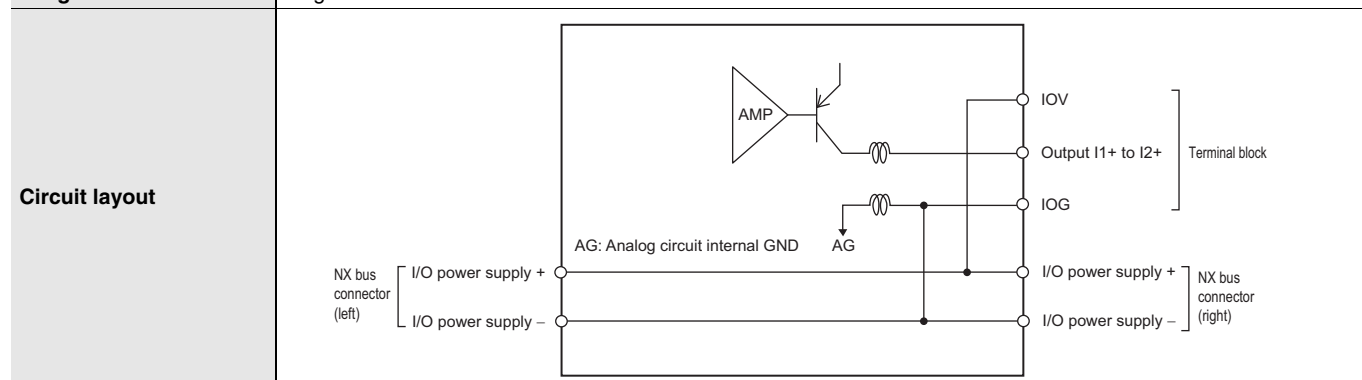 Circuit layout
AMP
IOV
Output I1+ to I2+
Terminal block
IOG
AG: Analog circuit internal GND
AG
NX bus
connector
(left)
I/O power supply +
I/O power supply –
I/O power supply +
I/O power supply –
NX bus
connector
(right)